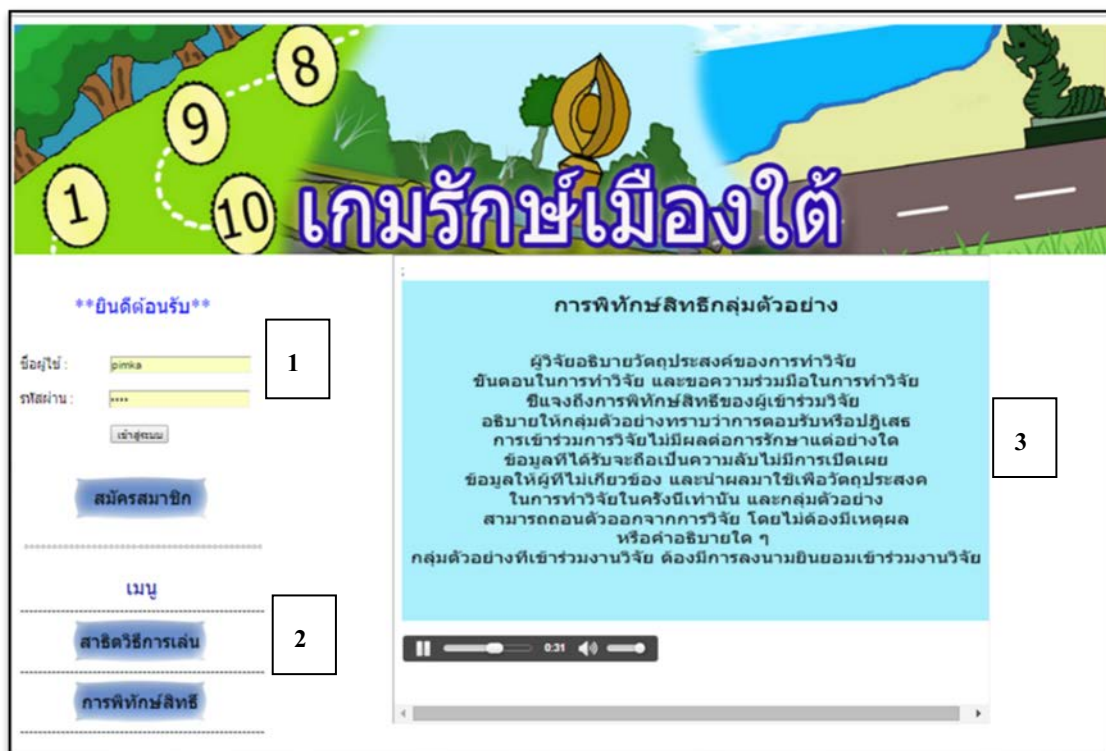 8
9
1
10
เกมรักษ์เมืองใต้
**ยินดีต้อนรับ**
ชื่อผู้ใช้ : pimka
1
รหัสผ่าน : ****
เข้าสู่ระบบ
สมัครสมาชิก
เมนู
สาธิตวิธีการเล่น
2
การพิทักษ์สิทธิ์
;
การพิทักษ์สิทธิกลุ่มตัวอย่าง
ผู้วิจัยอธิบายวัตถุประสงค์ของการทำวิจัย
ขั้นตอนในการทำวิจัย และขอความร่วมมือในการทำวิจัย
ชี้แจงถึงการพิทักษ์สิทธิ์ของผู้เข้าร่วมวิจัย
อธิบายให้กลุ่มตัวอย่างทราบว่าการตอบรับหรือปฏิเสธ
การเข้าร่วมการวิจัยไม่มีผลต่อการรักษาแต่อย่างใด
ข้อมูลที่ได้รับจะถือเป็นความลับไม่มีการเปิดเผย
ข้อมูลให้ผู้ที่ไม่เกี่ยวข้อง และนำผลมาใช้เพื่อวัตถุประสงค์
ในการทำวิจัยในครั้งนี้เท่านั้น และกลุ่มตัวอย่าง
สามารถถอนตัวออกจากการวิจัย โดยไม่ต้องมีเหตุผล
หรือคำอธิบายใด ๆ
กลุ่มตัวอย่างที่เข้าร่วมงานวิจัย ต้องมีการลงนามยินยอมเข้าร่วมงานวิจัย
3
0:31